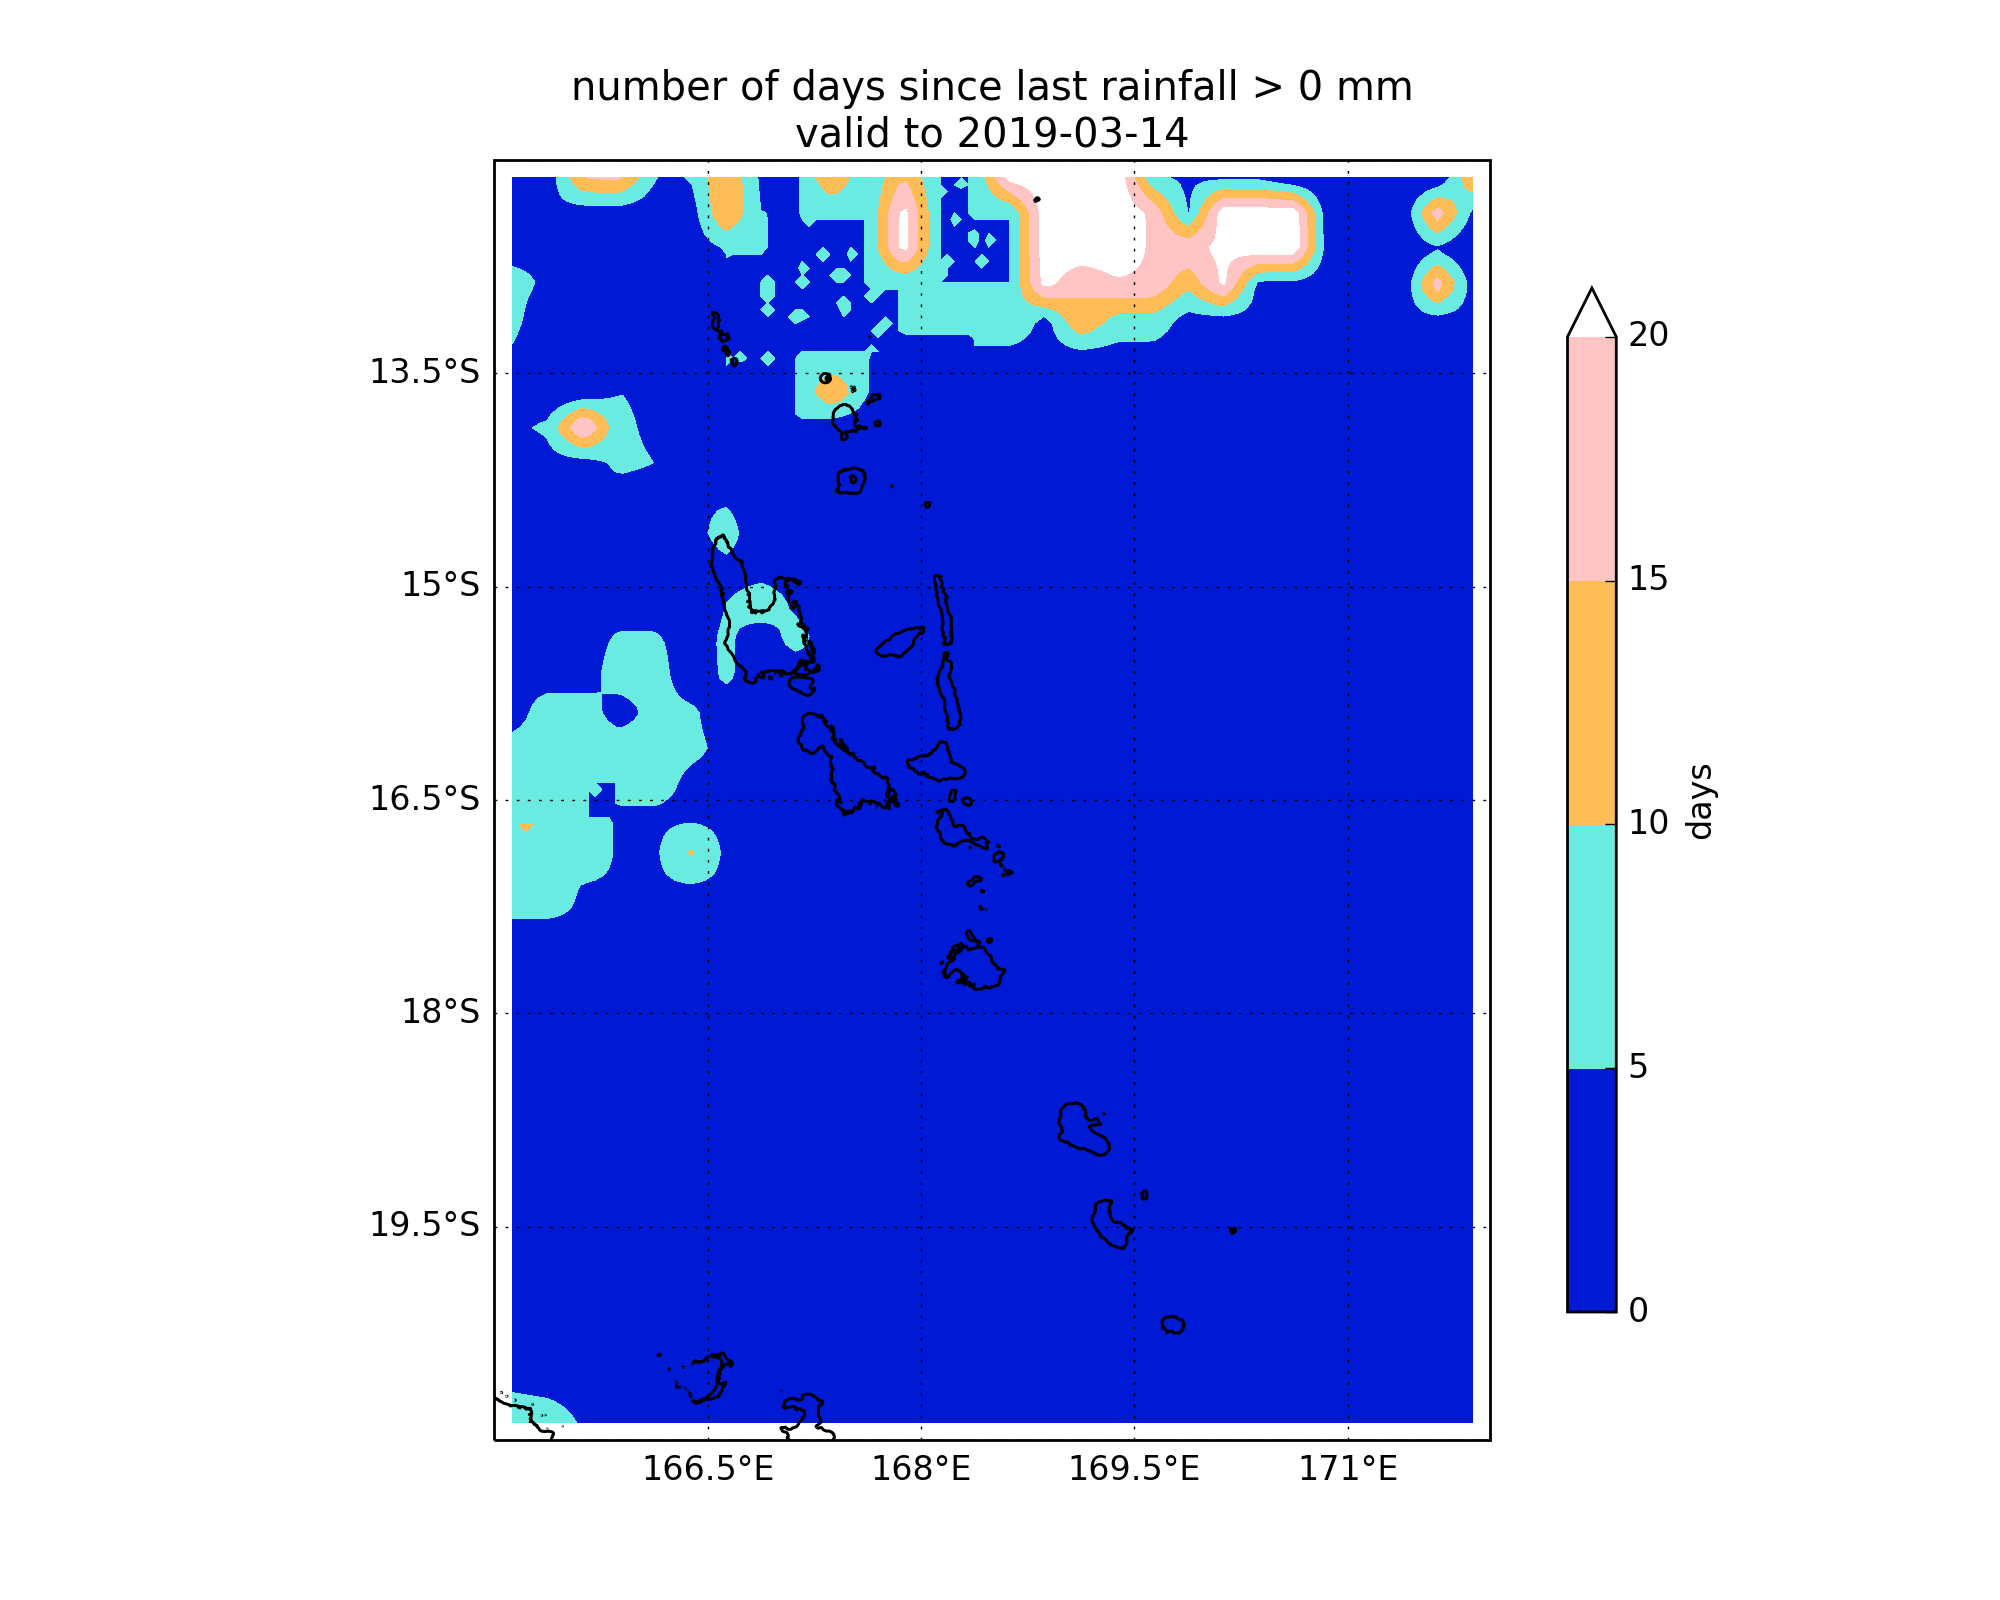 number of days since last rainfall > 0 mm
valid to 2019-03-14
13.5°S
15°S
16.5°S
18°S
19.5°S
166.5°E
168°E
169.5°E
171°E
20
15
10
5
0
days